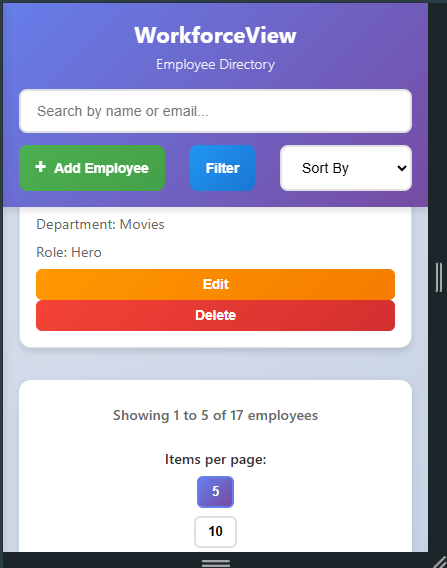 WorkforceView
Employee Directory
Search by name or email...
+ Add Employee Filter Sort By
Department: Movies
Role: Hero
Edit
Delete
Showing 1 to 5 of 17 employees
Items per page:
5
10